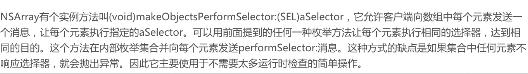 NSArray有个实例方法叫(void)makeObjectsPerformSelector:(SEL)aSelector，它允许客户端向数组中每个元素发送一
个消息，让每个元素执行指定的aSelector。可以用前面提到的任何一种枚举方法让每个元素执行相同的选择器，达到相
同的目的。这个方法在内部枚举集合并向每个元素发送performSelector:消息。这种方式的缺点是如果集合中任何元素不
响应选择器，就会抛出异常。因此它主要使用于不需要太多运行时检查的简单操作。